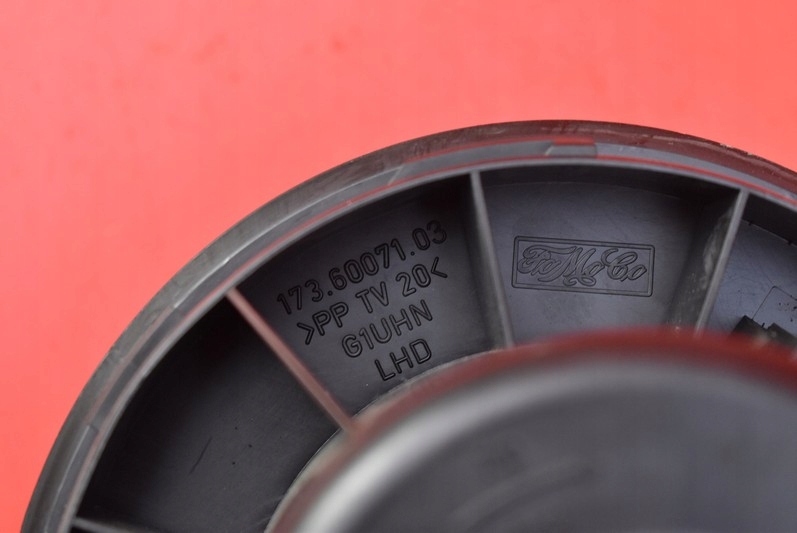 173.60071.03
>PP TV 20<
G1UHN
LHD
FoMoCo